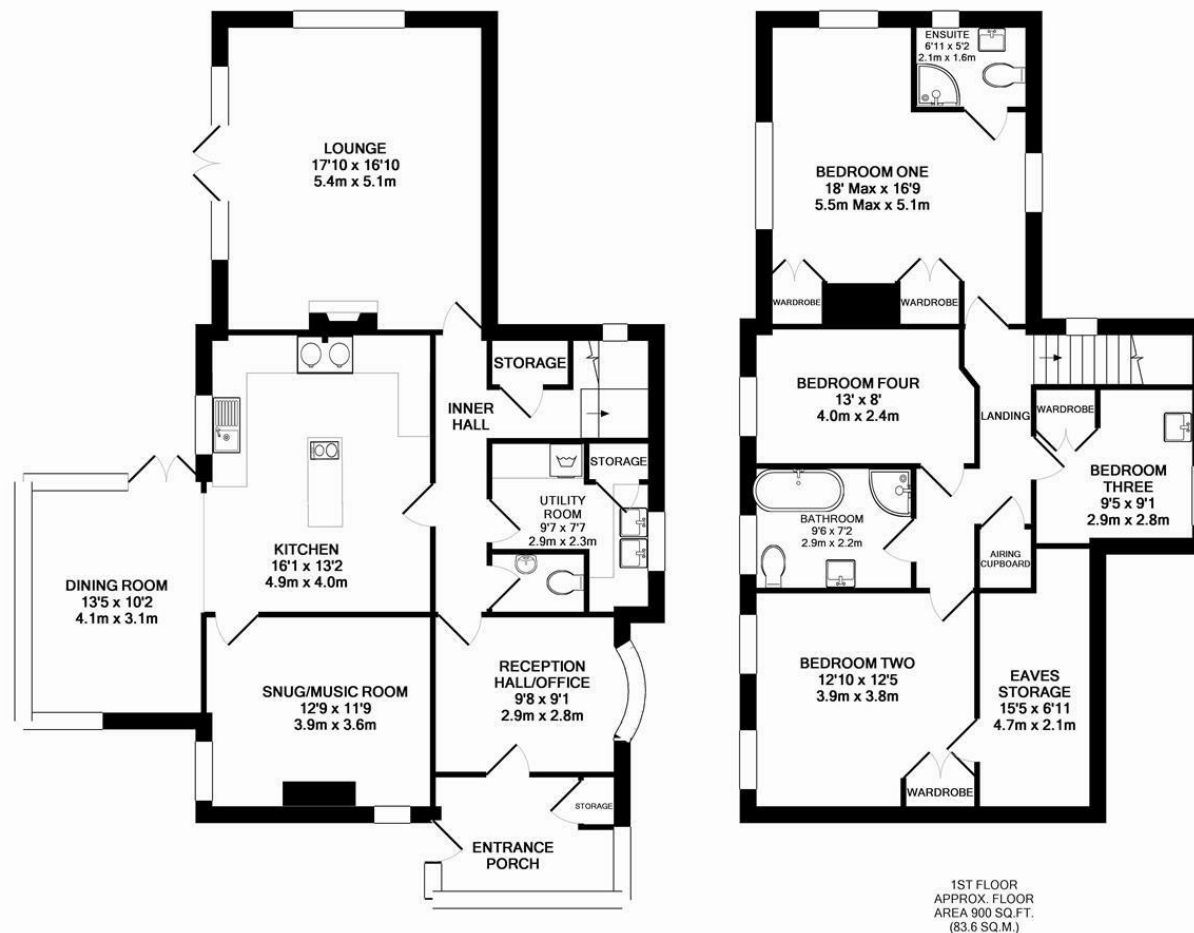 LOUNGE
17'10 x 16'10
5.4m x 5.1m
STORAGE
INNER
HALL
STORAGE
UTILITY
ROOM
9'7 x 7'7
2.9m x 2.3m
KITCHEN
16'1 x 13'2
4.9m x 4.0m
DINING ROOM
13'5 x 10'2
4.1m x 3.1m
SNUG/MUSIC ROOM
12'9 x 11'9
3.9m x 3.6m
RECEPTION
HALL/OFFICE
9'8 x 9'1
2.9m x 2.8m
STORAGE
ENTRANCE
PORCH
ENSUITE
6'11 x 5'2
2.1m x 1.6m
BEDROOM ONE
18' Max x 16'9
5.5m Max x 5.1m
WARDROBE
WARDROBE
BEDROOM FOUR
13' x 8'
4.0m x 2.4m
LANDING
WARDROBE
BEDROOM
THREE
9'5 x 9'1
2.9m x 2.8m
BATHROOM
9'6 x 7'2
2.9m x 2.2m
AIRING
CUPBOARD
BEDROOM TWO
12'10 x 12'5
3.9m x 3.8m
EAVES
STORAGE
15'5 x 6'11
4.7m x 2.1m
WARDROBE
1ST FLOOR
APPROX. FLOOR
AREA 900 SQ.FT.
(83.6 SQ.M.)